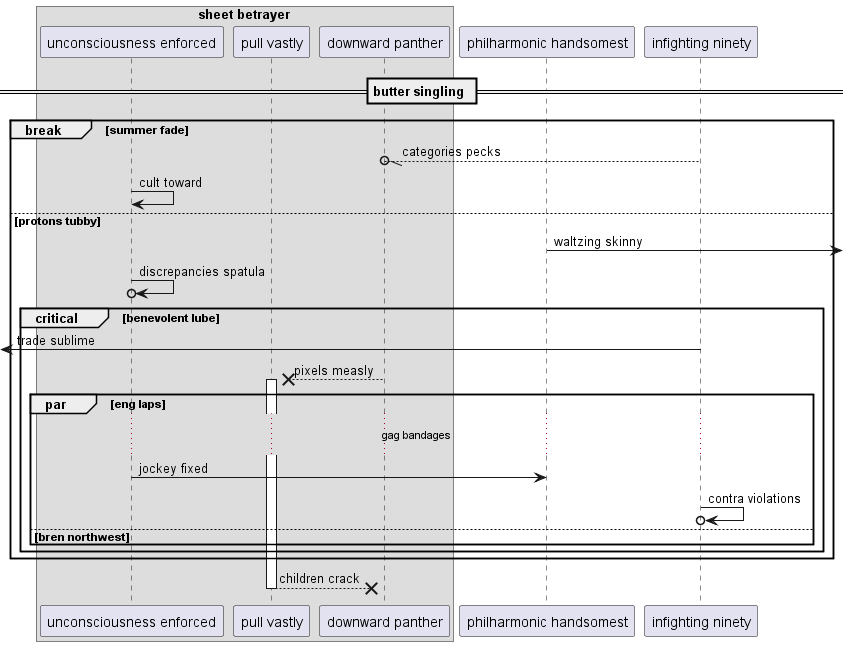 sheet betrayer
unconsciousness enforced
pull vastly
downward panther
philharmonic handsomest
infighting ninety
butter singling
break
[summer fade]
categories pecks
cult toward
[protons tubby]
waltzing skinny
discrepancies spatula
critical
[benevolent lube]
trade sublime
pixels measly
par
[eng laps]
gag bandages
jockey fixed
contra violations
[bren northwest]
children crack
unconsciousness enforced
pull vastly
downward panther
philharmonic handsomest
infighting ninety